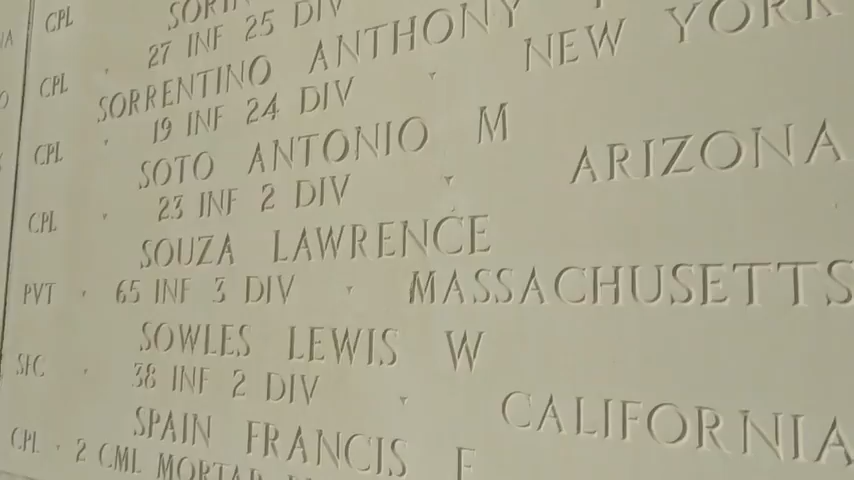 CPL
CPL · 27 INF 25 DIV
SORRENTINO ANTHONY
CPL · 19 INF 24 DIV · NEW YORK
SOTO ANTONIO M
CPL · 23 INF 2 DIV · ARIZONA
SOUZA LAWRENCE
PVT · 65 INF 3 DIV · MASSACHUSETTS
SOWLES LEWIS W
SFC · 38 INF 2 DIV · CALIFORNIA
SPAIN FRANCIS
CPL · 2 CML MORTAR